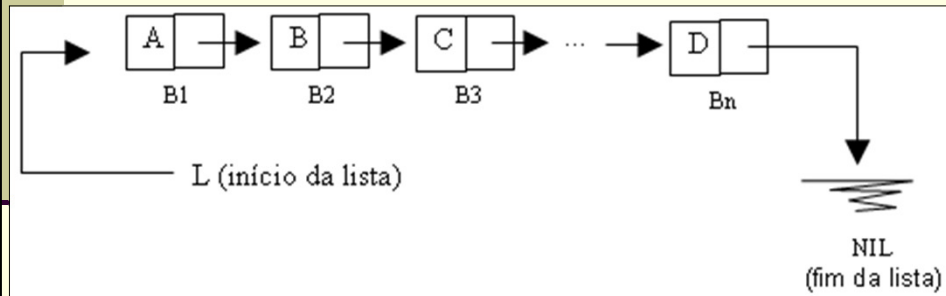 A B C ... D
B1 B2 B3 Bn
L (início da lista)
NIL
(fim da lista)